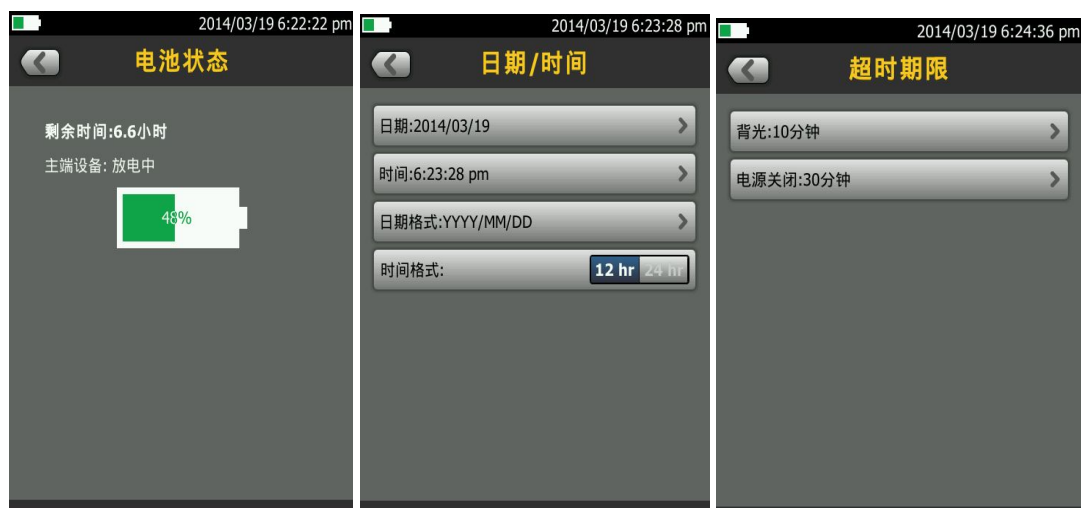 2014/03/19 6:22:22 pm
电池状态
剩余时间:6.6小时
主端设备: 放电中
48%
2014/03/19 6:23:28 pm
日期/时间
日期:2014/03/19
时间:6:23:28 pm
日期格式:YYYY/MM/DD
时间格式: 12 hr 24 hr
2014/03/19 6:24:36 pm
超时期限
背光:10分钟
电源关闭:30分钟